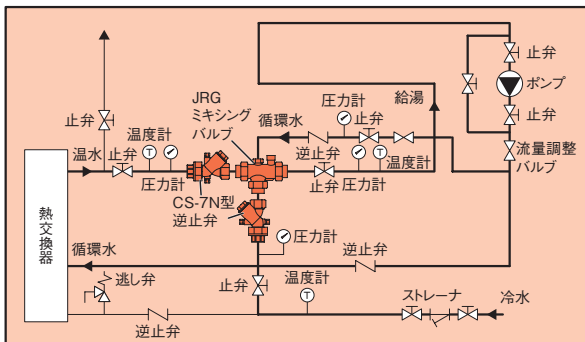 止弁
ポンプ
止弁
流量調整
バルブ
JRG
ミキシング
バルブ
圧力計
止弁
給湯
循環水
逆止弁
止弁
温水
止弁
温度計
T
圧力計
CS-7N型
逆止弁
止弁
圧力計
T
温度計
熱交換器
循環水
圧力計
逆止弁
逃し弁
止弁
温度計
T
ストレーナ
冷水
逆止弁